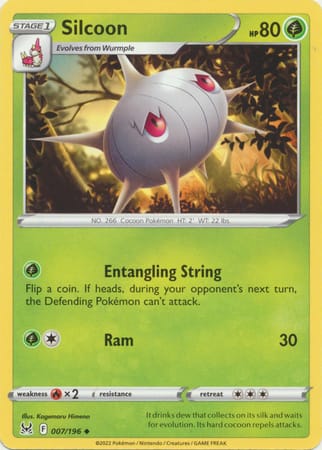 STAGE 1
Silcoon
HP 80
Evolves from Wurmple
NO. 266 Cocoon Pokémon HT: 2' WT: 22 lbs.
Entangling String
Flip a coin. If heads, during your opponent's next turn,
the Defending Pokémon can't attack.
Ram 30
weakness ×2 resistance retreat
Illus. Kagemaru Himeno
F 007/196
It drinks dew that collects on its silk and waits
for evolution. Its hard cocoon repels attacks.
©2022 Pokémon / Nintendo / Creatures / GAME FREAK